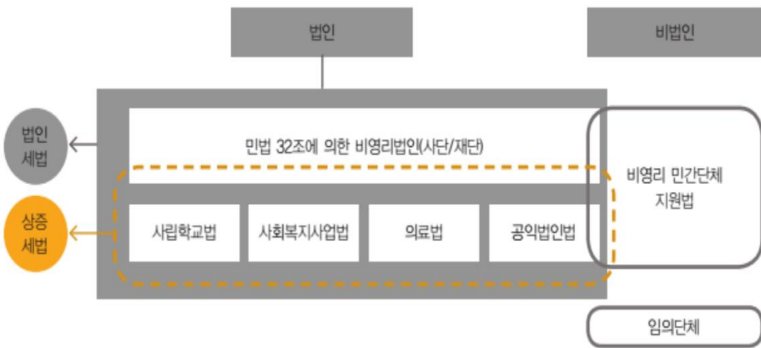 법인
비법인
법인
세법
민법 32조에 의한 비영리법인(사단/재단)
비영리 민간단체
지원법
상증
세법
사립학교법
사회복지사업법
의료법
공익법인법
임의단체